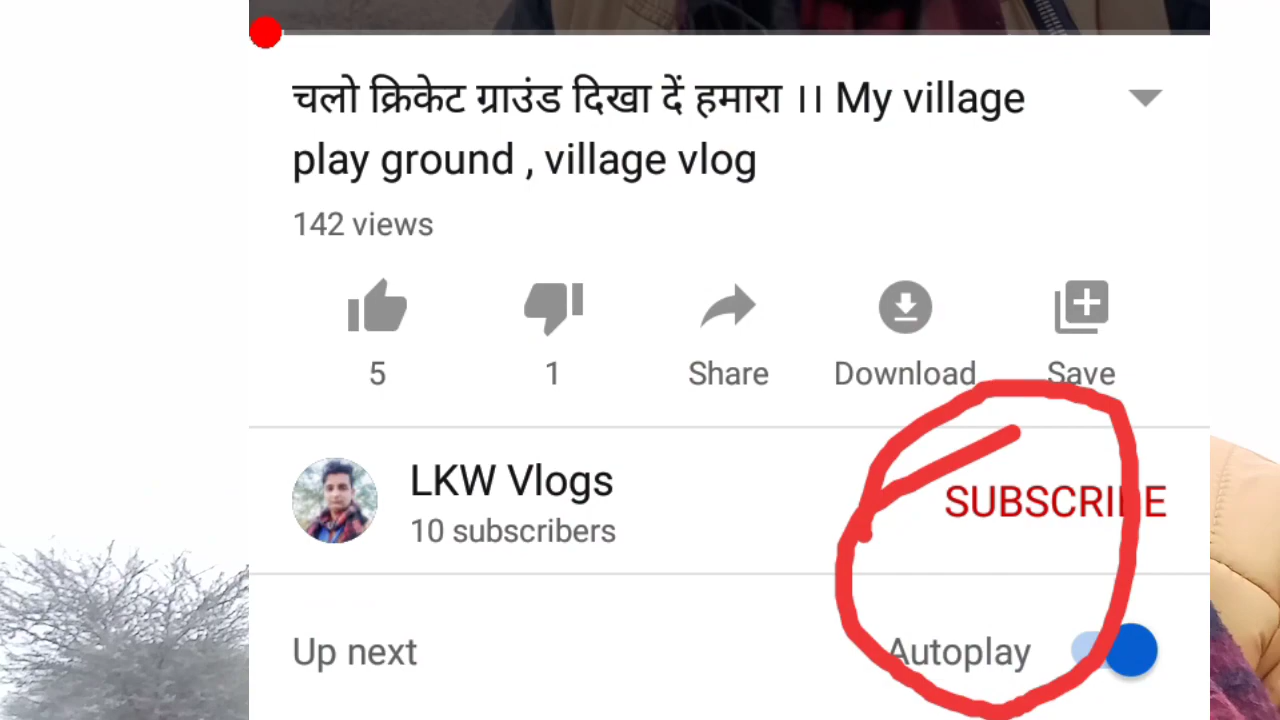 चलो क्रिकेट ग्राउंड दिखा दें हमारा ।। My village
play ground , village vlog
142 views
5
1
Share
Download
Save
LKW Vlogs
10 subscribers
SUBSCRIBE
Up next
Autoplay